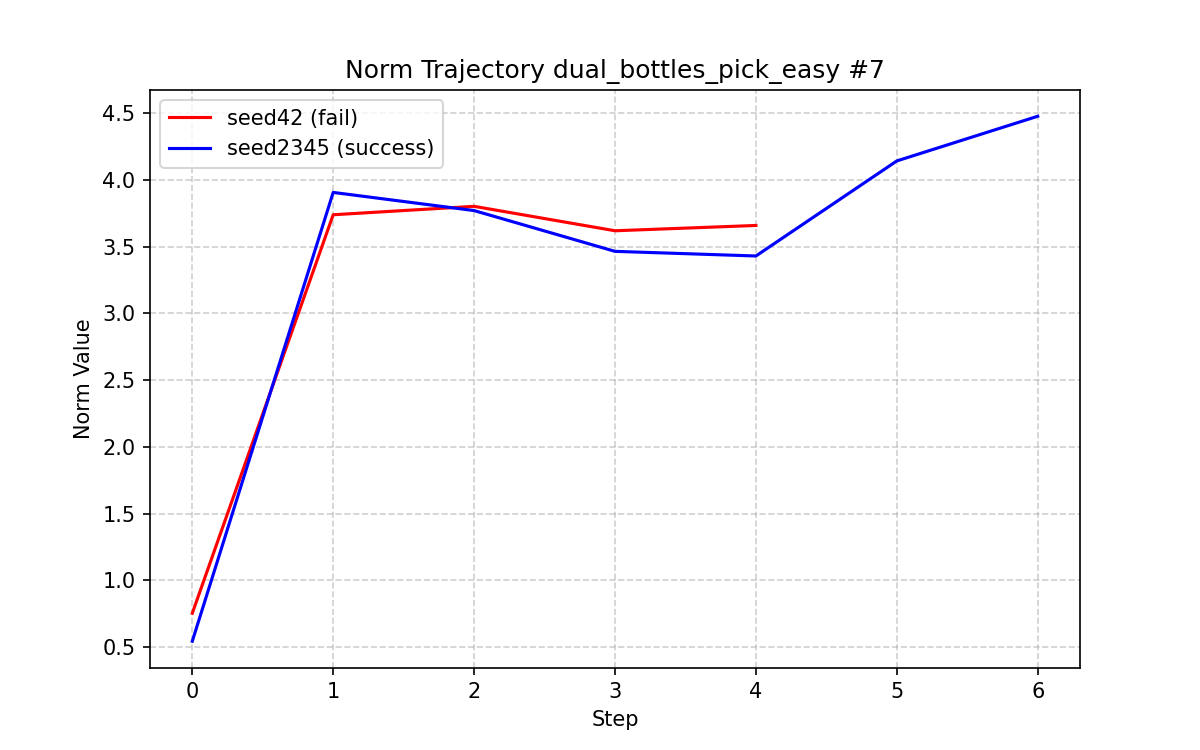 Norm Trajectory dual_bottles_pick_easy #7
seed42 (fail)
seed2345 (success)
Norm Value
4.5
4.0
3.5
3.0
2.5
2.0
1.5
1.0
0.5
0 1 2 3 4 5 6
Step